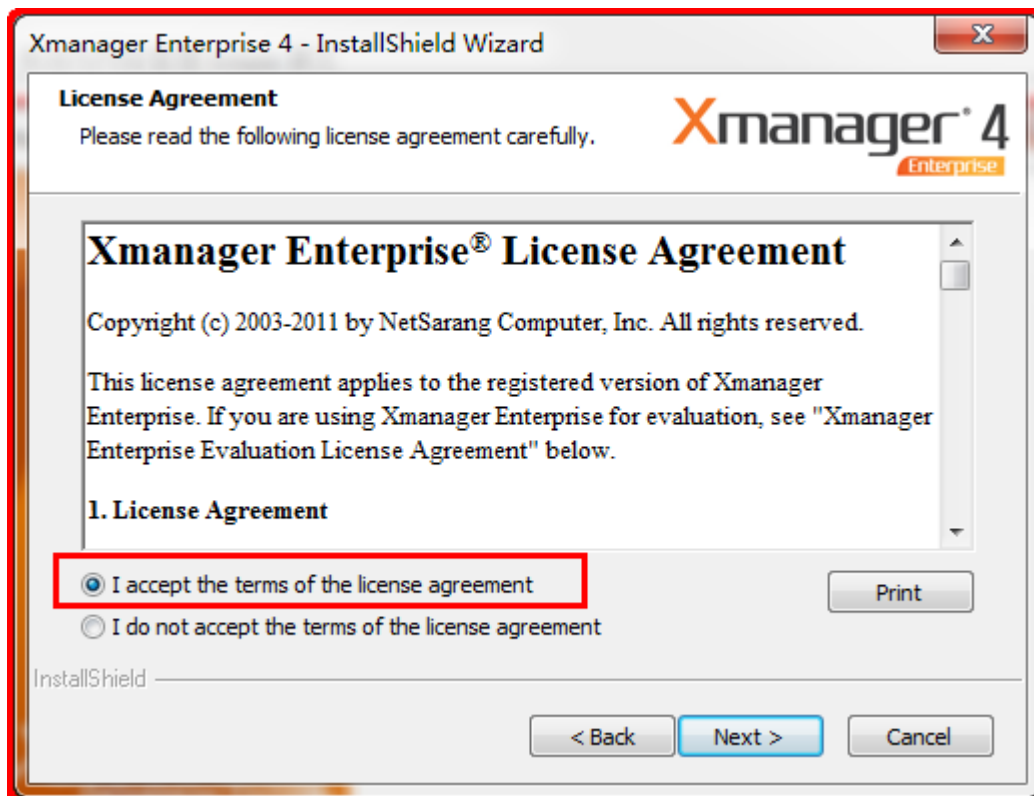 Xmanager Enterprise 4 - InstallShield Wizard
License Agreement
Please read the following license agreement carefully.
Xmanager® 4
Enterprise
Xmanager Enterprise® License Agreement
Copyright (c) 2003-2011 by NetSarang Computer, Inc. All rights reserved.
This license agreement applies to the registered version of Xmanager
Enterprise. If you are using Xmanager Enterprise for evaluation, see "Xmanager
Enterprise Evaluation License Agreement" below.
1. License Agreement
I accept the terms of the license agreement
Print
I do not accept the terms of the license agreement
InstallShield
< Back
Next >
Cancel